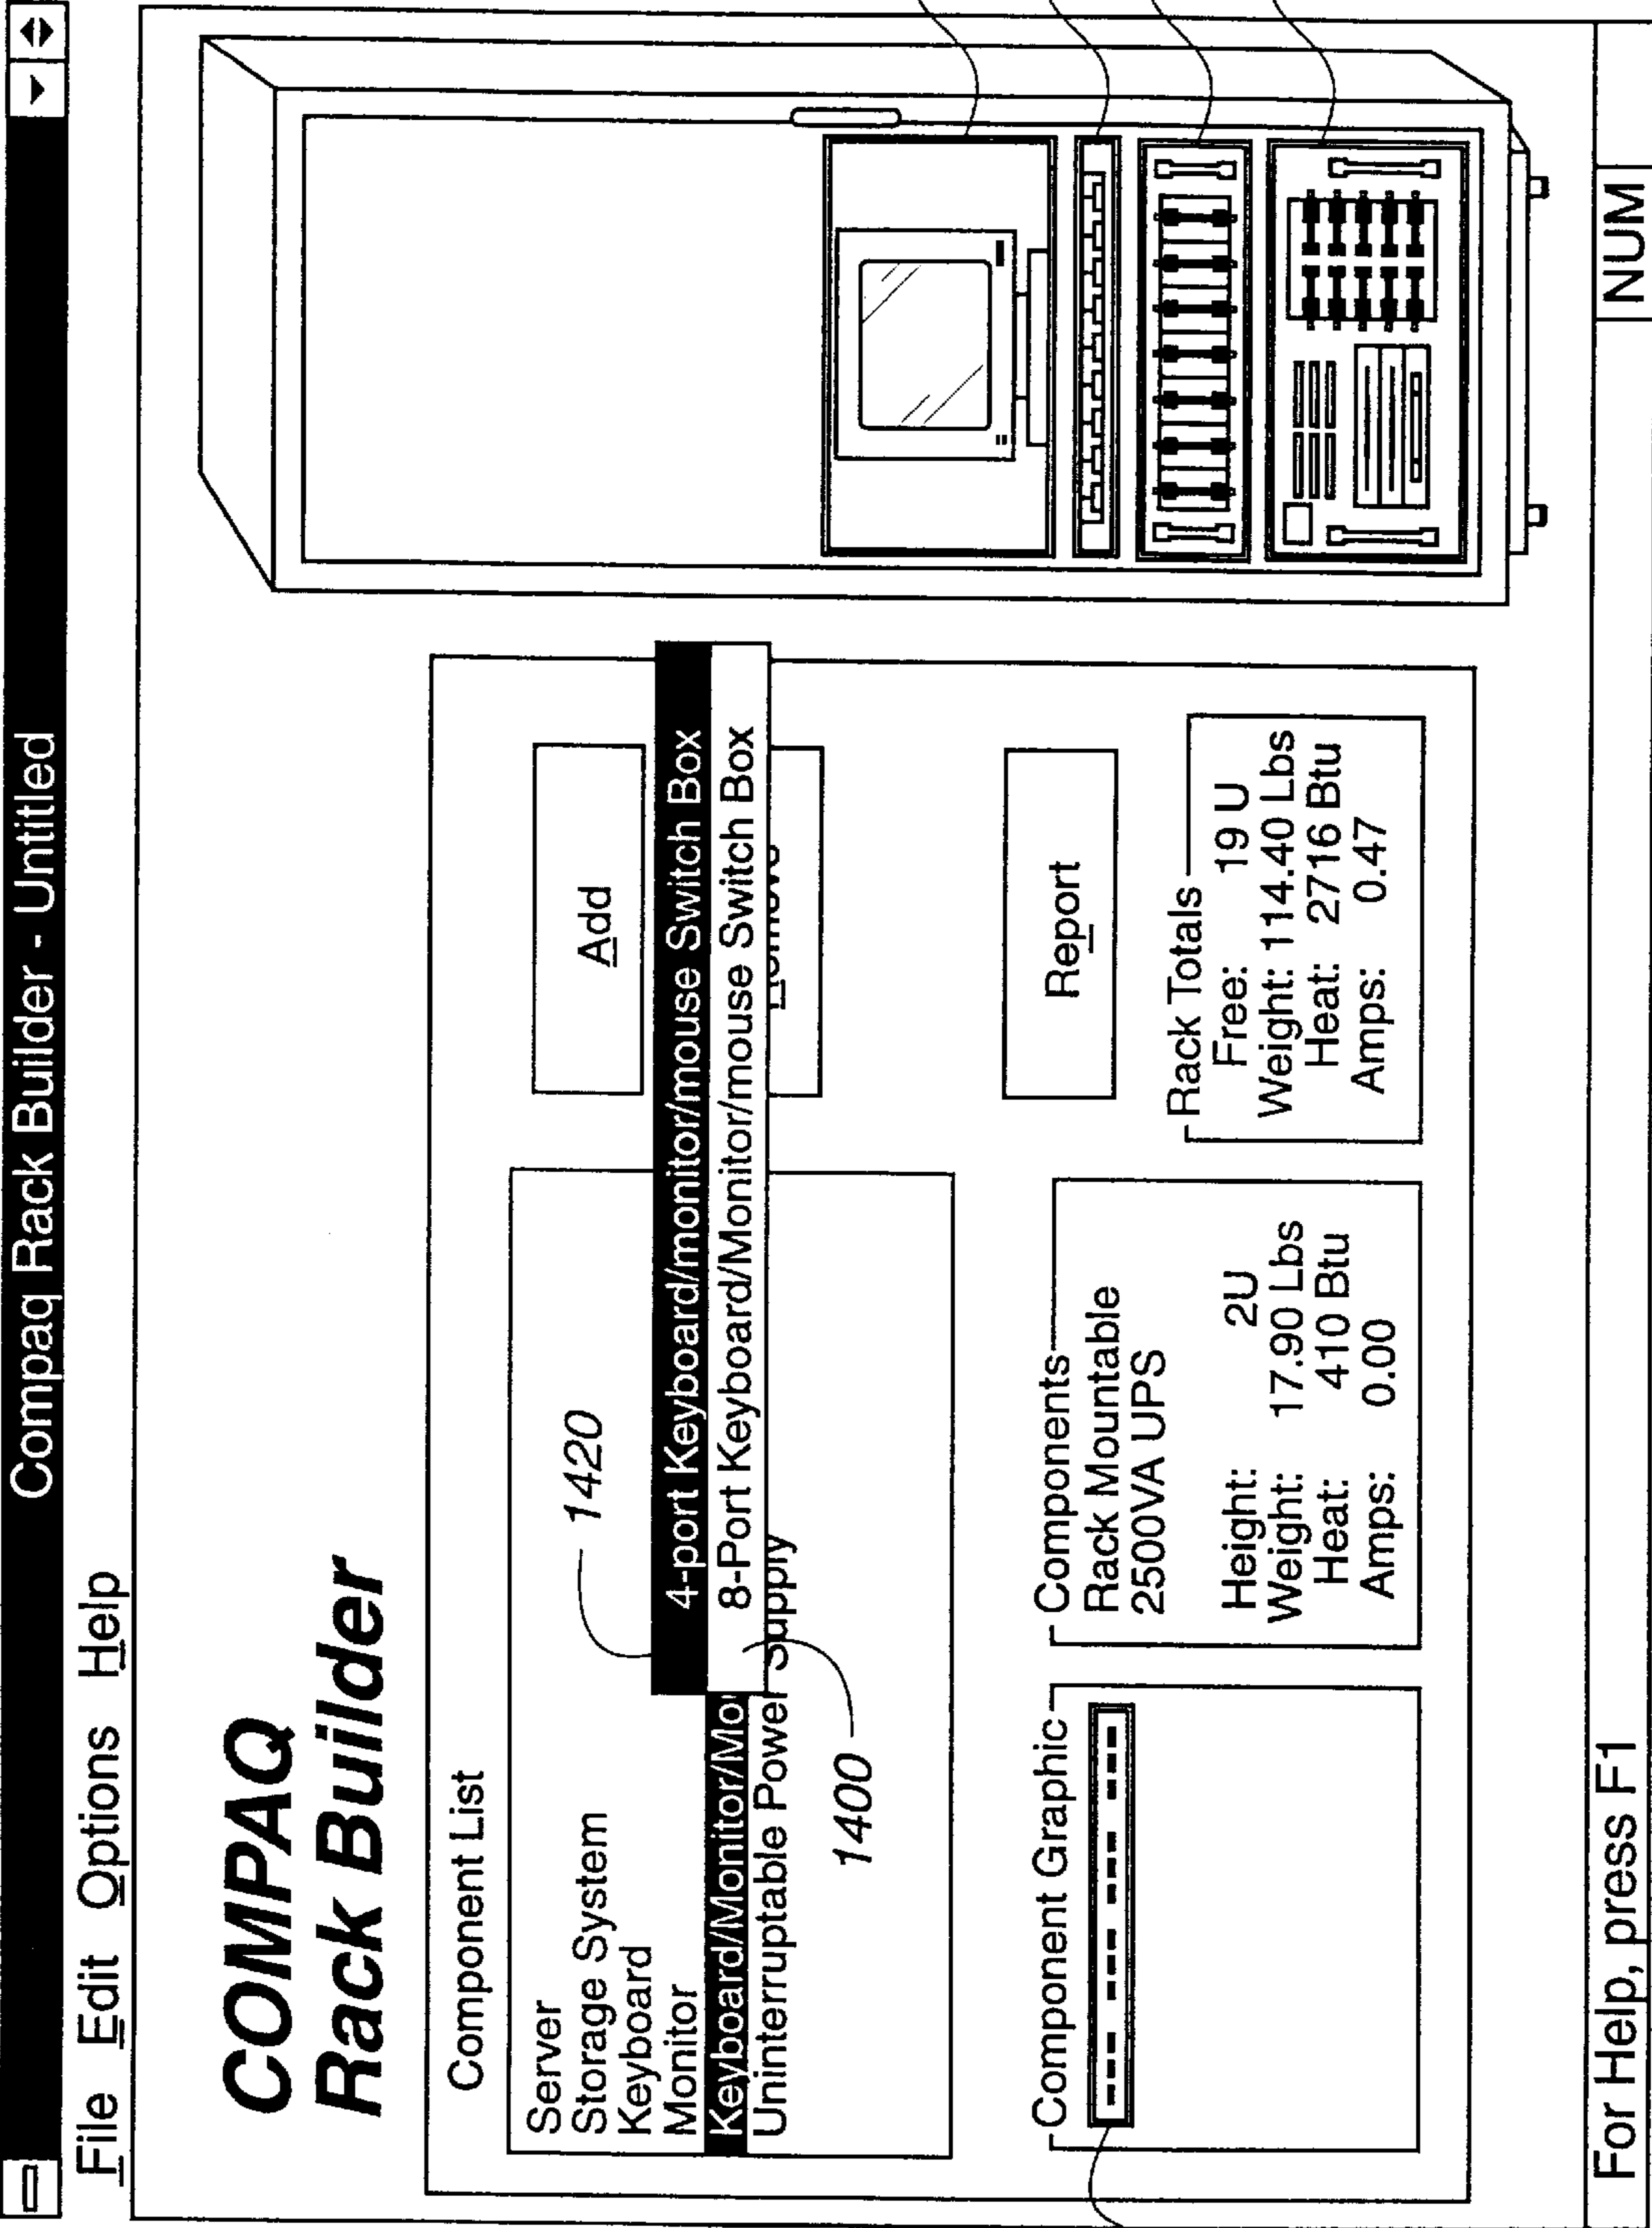 Compaq Rack Builder - Untitled
File Edit Options Help
COMPAQ
Rack Builder
Component List
Server
Storage System
Keyboard
Monitor
Keyboard/Monitor/Mo
Uninterruptable Power Supply
1420
4-port Keyboard/monitor/mouse Switch Box
8-Port Keyboard/Monitor/mouse Switch Box
1400
Add
Report
Component Graphic
Components
Rack Mountable
2500VA UPS
Height: 2U
Weight: 17.90 Lbs
Heat: 410 Btu
Amps: 0.00
Rack Totals
Free: 19 U
Weight: 114.40 Lbs
Heat: 2716 Btu
Amps: 0.47
For Help, press F1
NUM